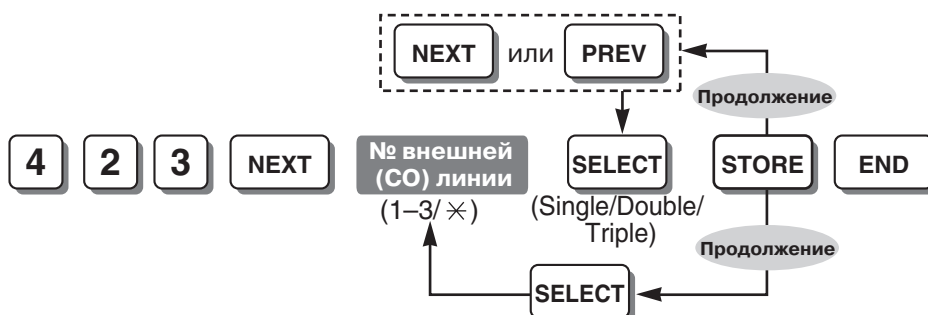 NEXT или PREV
Продолжение
4 2 3 NEXT № внешней (CO) линии SELECT STORE END
(1–3/✳) (Single/Double/
Triple)
Продолжение
SELECT